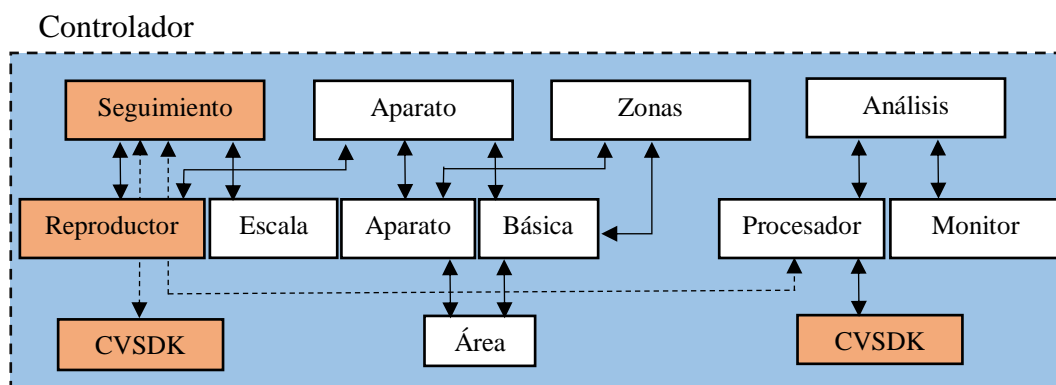 Controlador
Seguimiento
Aparato
Zonas
Análisis
Reproductor
Escala
Aparato
Básica
Procesador
Monitor
CVSDK
Área
CVSDK